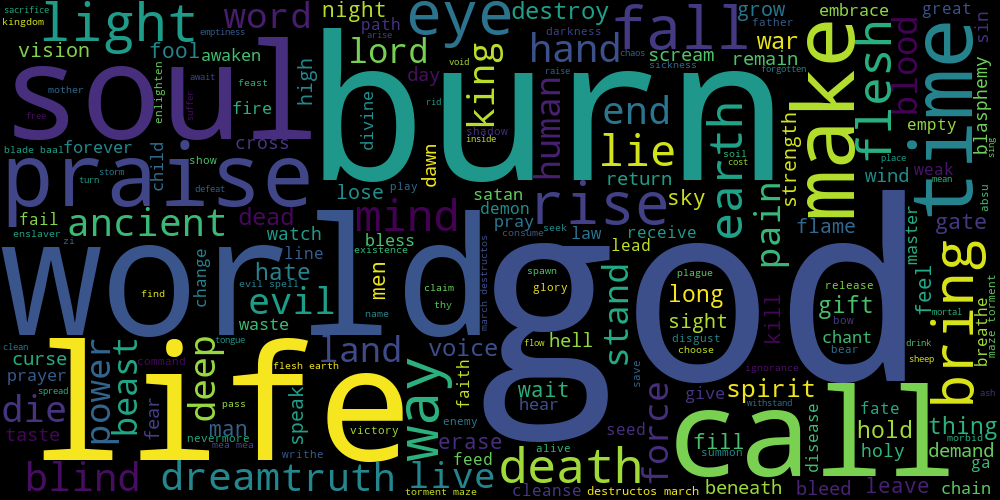 sacrifice light word night eye destroy fall grow embrace great
kingdom path father sin
emptiness arise darkness war blood time
vision fool awaken lord hand scream remain make flesh
soul high burn void king chaos sickness forgotten
mother enlighten await feast day raise blasphemy
suffer fire divine rid shadow human end earth strength empty
free cross inside lie soil cost sing
blade baal forever child show dawn return weak place
praise storm turn defeat lose play satan rise sky pain wind mean
ancient dead mind demon pray flame absu
fail bless consume seek law receive master gate
enslaver zi watch existence lead
world change line men claim spawn god plague release feel
hate evil spell thy glory stand long gift mortal
find evil name march destructos sight kill bow bring breathe maze torment
waste disgust chant
clean tongue flow hell choose bear drink
life curse power beast deep command land voice save ignorance sheep
prayer flesh earth way faith wait spirit ash
spread pass speak hear force give withstand call
die fear man victory enemy seed fate hold thing
taste nevermore mea mea erase alive fill disease holy morbid
writhe feed summon demand
blind dream truth live death beneath ga
torment maze cleanse destructos march bleed leave chain